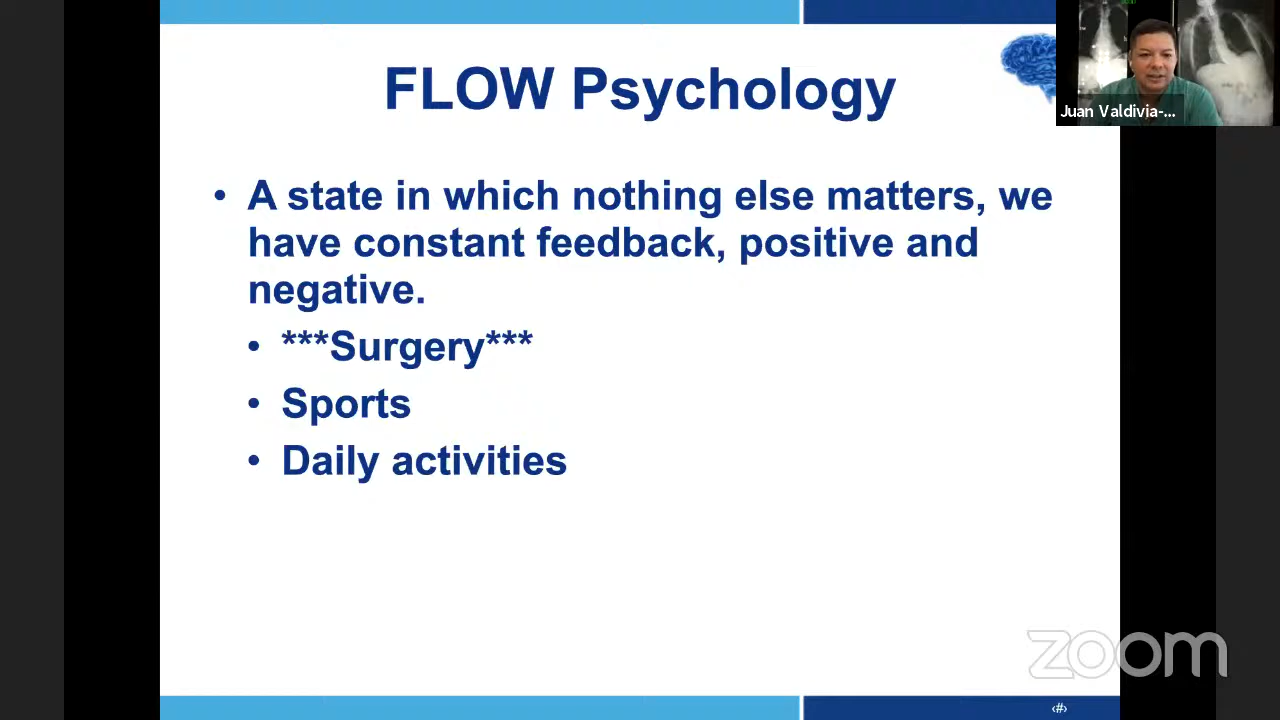 FLOW Psychology
Juan Valdivia-...
• A state in which nothing else matters, we
have constant feedback, positive and
negative.
• ***Surgery***
• Sports
• Daily activities
zoom
‹#›